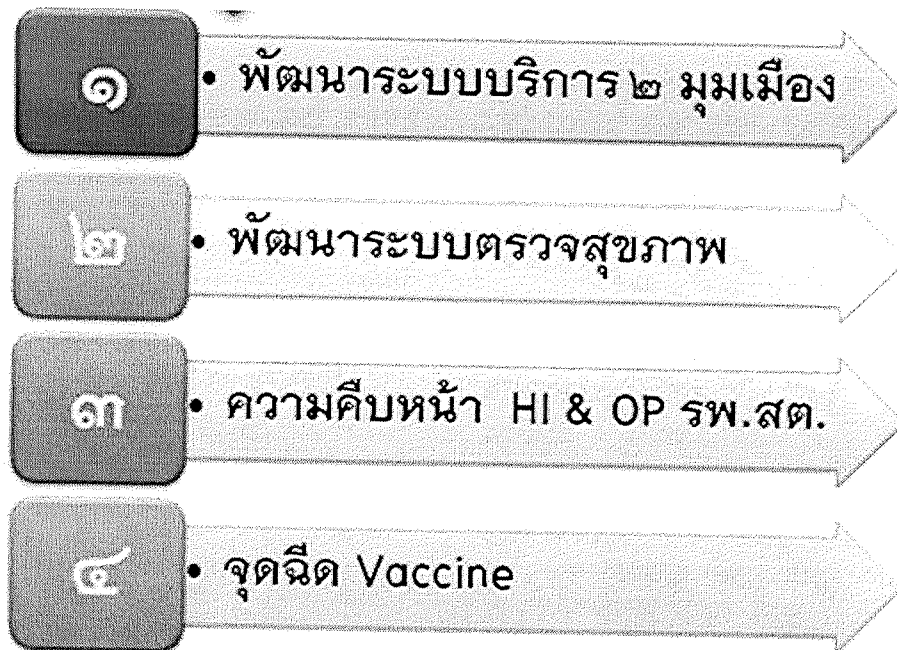 ๑
• พัฒนาระบบบริการ ๒ มุมเมือง
๒
• พัฒนาระบบตรวจสุขภาพ
๓
• ความคืบหน้า HI & OP รพ.สต.
๔
• จุดฉีด Vaccine